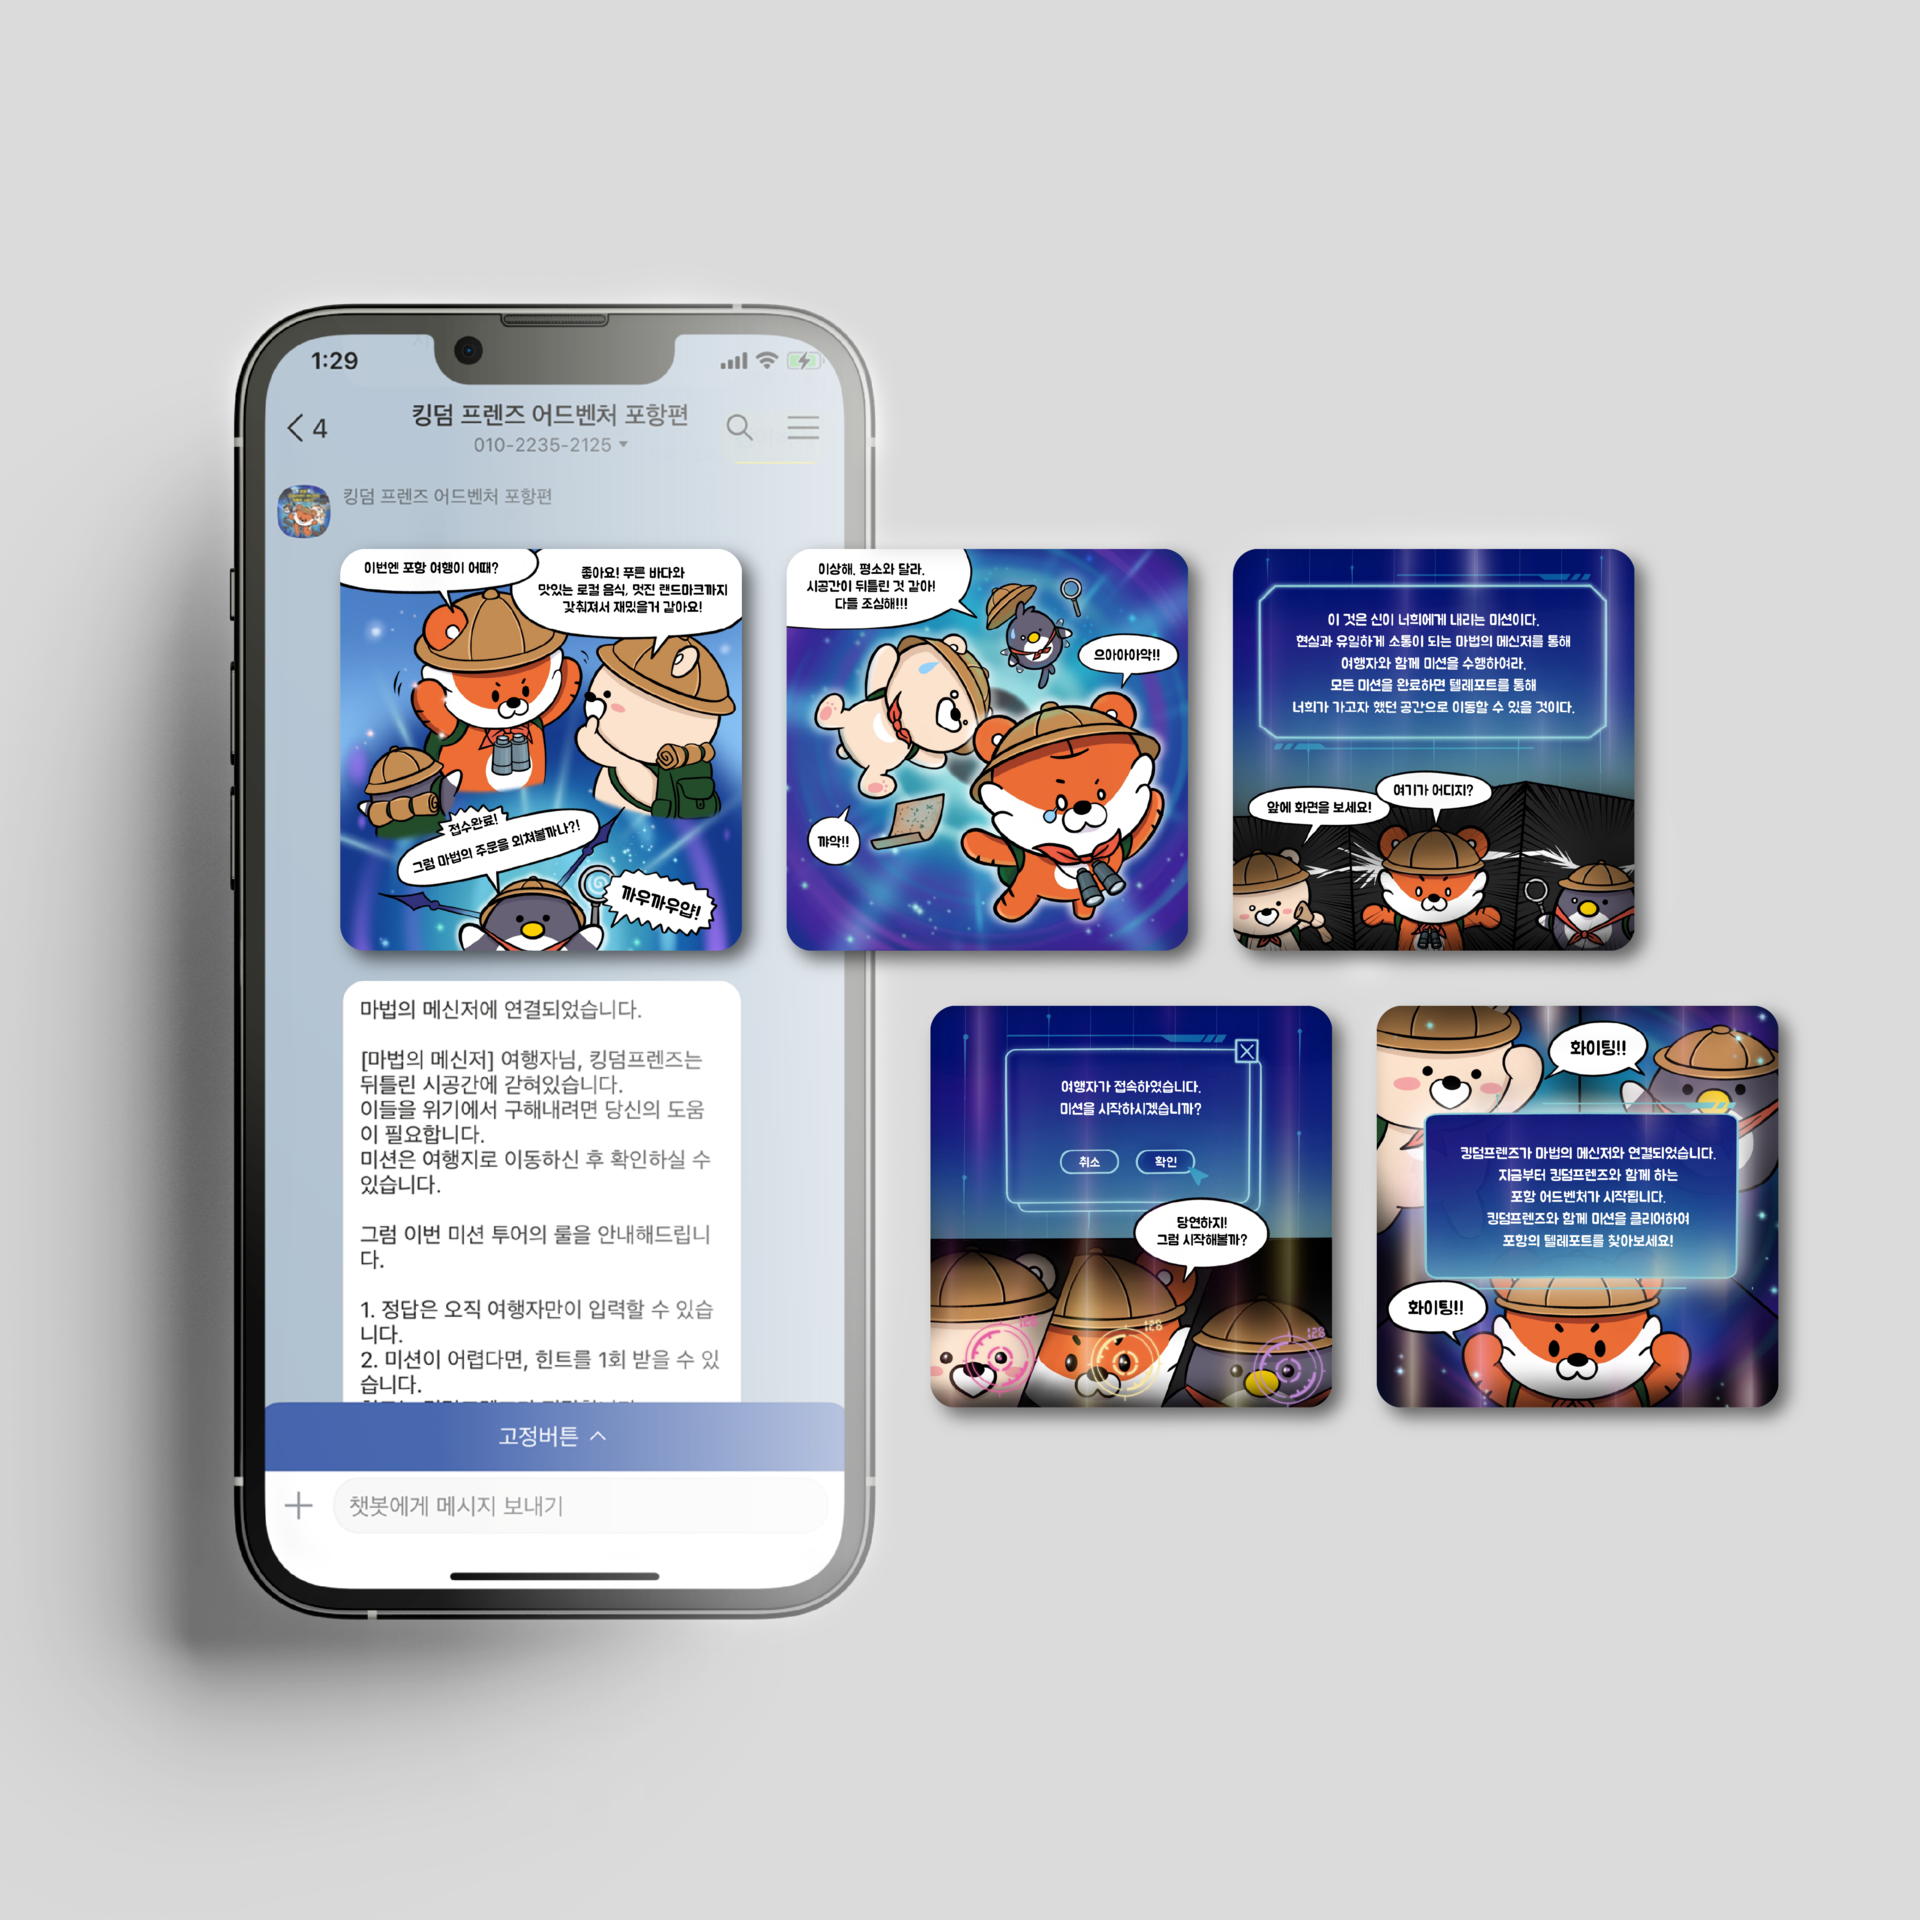 1:29
4
킹덤 프렌즈 어드벤처 포항편
010-2235-2125
킹덤 프렌즈 어드벤처 포항편
이번엔 포항 여행이 어때?
좋아요! 푸른 바다와
맛있는 로컬 음식, 멋진 랜드마크까지
갖춰져서 재밌을거 같아요!
접수완료!
그럼 마법의 주문을 외쳐볼까나?!
까우까우얍!
이상해. 평소와 달라.
시공간이 뒤틀린 것 같아!
다들 조심해!!!
으아아아악!!
꺄악!!
이 것은 신이 너희에게 내리는 미션이다.
현실과 유일하게 소통이 되는 마법의 메신저를 통해
여행자와 함께 미션을 수행하여라.
모든 미션을 완료하면 텔레포트를 통해
너희가 가고자 했던 공간으로 이동할 수 있을 것이다.
앞에 화면을 보세요!
여기가 어디지?
마법의 메신저에 연결되었습니다.
[마법의 메신저] 여행자님, 킹덤프렌즈는
뒤틀린 시공간에 갇혀있습니다.
이들을 위기에서 구해내려면 당신의 도움
이 필요합니다.
미션은 여행지로 이동하신 후 확인하실 수
있습니다.
그럼 이번 미션 투어의 룰을 안내해드립니
다.
1. 정답은 오직 여행자만이 입력할 수 있습
니다.
2. 미션이 어렵다면, 힌트를 1회 받을 수 있
습니다.
고정버튼
챗봇에게 메시지 보내기
여행자가 접속하였습니다.
미션을 시작하시겠습니까?
취소
확인
당연하지!
그럼 시작해볼까?
128
128
128
화이팅!!
킹덤프렌즈가 마법의 메신저와 연결되었습니다.
지금부터 킹덤프렌즈와 함께 하는
포항 어드벤처가 시작됩니다.
킹덤프렌즈와 함께 미션을 클리어하여
포항의 텔레포트를 찾아보세요!
화이팅!!